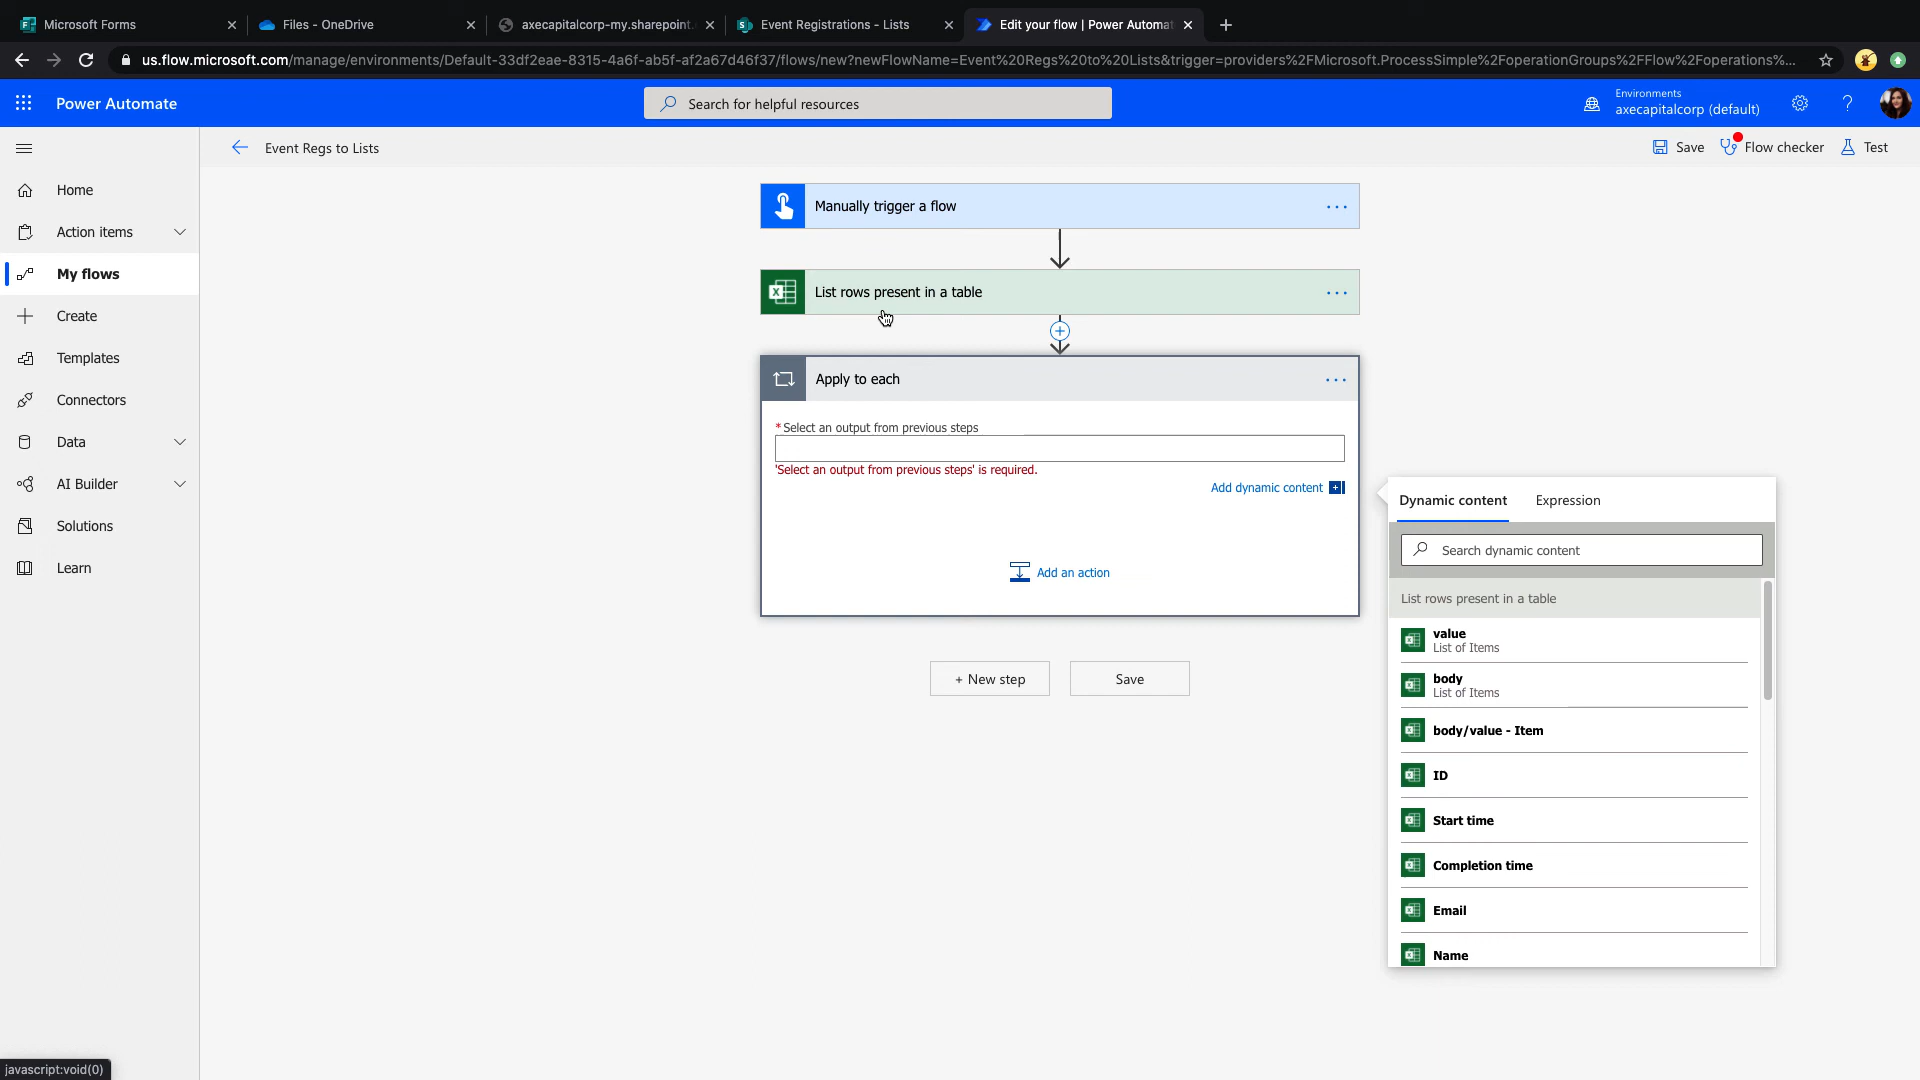 Microsoft Forms
Files - OneDrive
axecapitalcorp-my.sharepoint.
Event Registrations - Lists
Edit your flow | Power Automat
us.flow.microsoft.com/manage/environments/Default-33df2eae-8315-4a6f-ab5f-af2a67d46f37/flows/new?newFlowName=Event%20Regs%20to%20Lists&trigger=providers%2FMicrosoft.ProcessSimple%2FoperationGroups%2FFlow%2Foperations%...
Power Automate
Search for helpful resources
Environments
axecapitalcorp (default)
Event Regs to Lists
Save
Flow checker
Test
Home
Action items
My flows
Create
Templates
Connectors
Data
AI Builder
Solutions
Learn
Manually trigger a flow
List rows present in a table
Apply to each
* Select an output from previous steps
'Select an output from previous steps' is required.
Add dynamic content
Add an action
+ New step
Save
Dynamic content
Expression
Search dynamic content
List rows present in a table
value
List of Items
body
List of Items
body/value - Item
ID
Start time
Completion time
Email
Name
javascript:void(0)